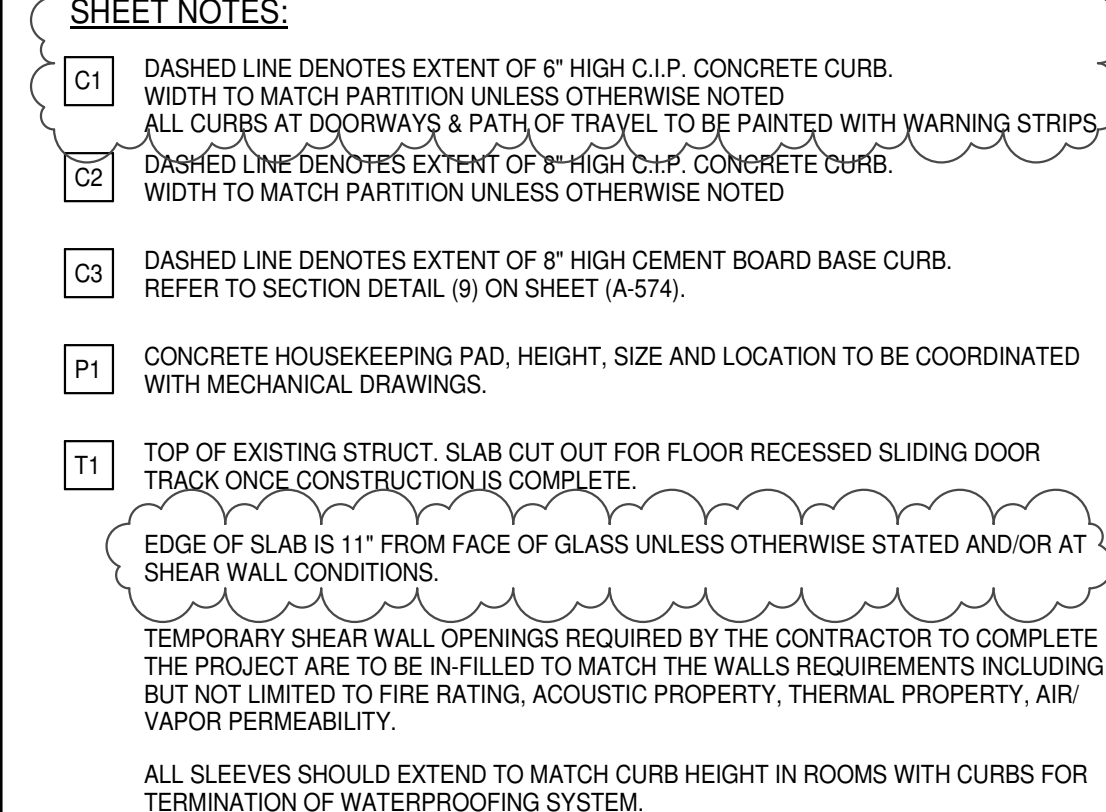 SHEET NOTES:
C1 DASHED LINE DENOTES EXTENT OF 6" HIGH C.I.P. CONCRETE CURB.
WIDTH TO MATCH PARTITION UNLESS OTHERWISE NOTED
ALL CURBS AT DOORWAYS & PATH OF TRAVEL TO BE PAINTED WITH WARNING STRIPS
C2 DASHED LINE DENOTES EXTENT OF 8" HIGH C.I.P. CONCRETE CURB.
WIDTH TO MATCH PARTITION UNLESS OTHERWISE NOTED
C3 DASHED LINE DENOTES EXTENT OF 8" HIGH CEMENT BOARD BASE CURB.
REFER TO SECTION DETAIL (9) ON SHEET (A-574).
P1 CONCRETE HOUSEKEEPING PAD, HEIGHT, SIZE AND LOCATION TO BE COORDINATED
WITH MECHANICAL DRAWINGS.
T1 TOP OF EXISTING STRUCT. SLAB CUT OUT FOR FLOOR RECESSED SLIDING DOOR
TRACK ONCE CONSTRUCTION IS COMPLETE.
EDGE OF SLAB IS 11" FROM FACE OF GLASS UNLESS OTHERWISE STATED AND/OR AT
SHEAR WALL CONDITIONS.
TEMPORARY SHEAR WALL OPENINGS REQUIRED BY THE CONTRACTOR TO COMPLETE
THE PROJECT ARE TO BE IN-FILLED TO MATCH THE WALLS REQUIREMENTS INCLUDING
BUT NOT LIMITED TO FIRE RATING, ACOUSTIC PROPERTY, THERMAL PROPERTY, AIR/
VAPOR PERMEABILITY.
ALL SLEEVES SHOULD EXTEND TO MATCH CURB HEIGHT IN ROOMS WITH CURBS FOR
TERMINATION OF WATERPROOFING SYSTEM.